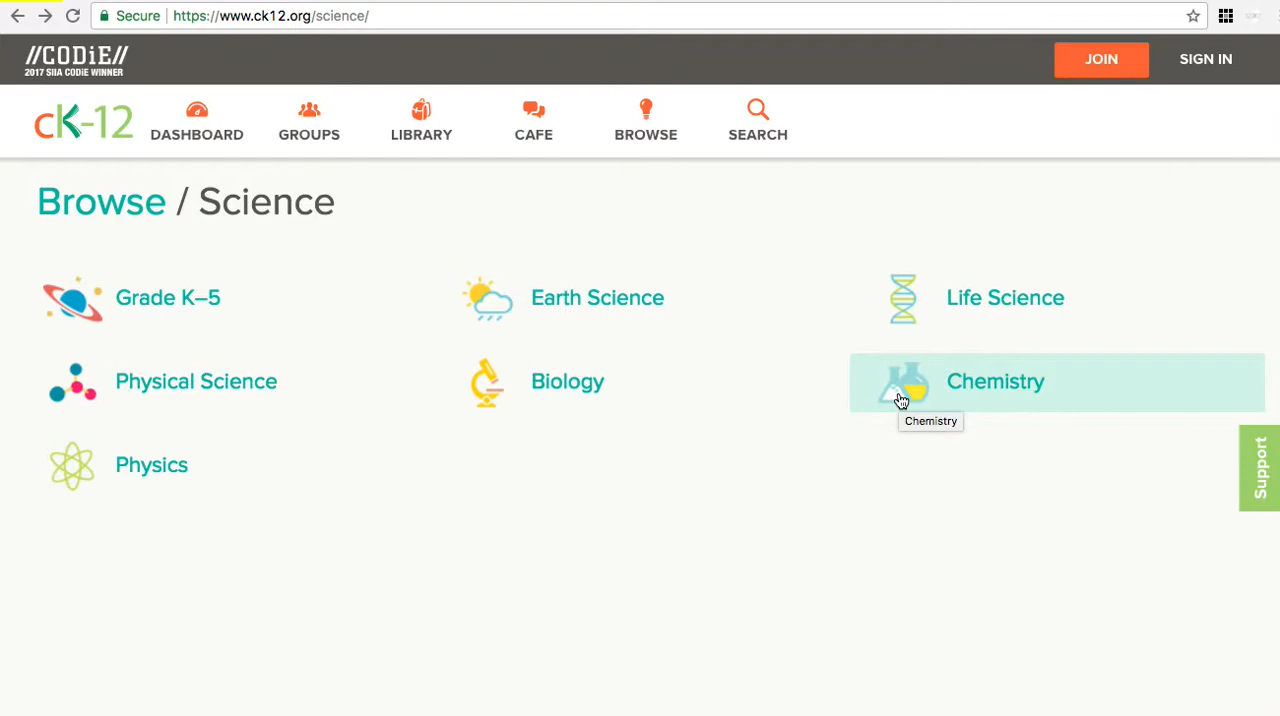 Secure https://www.ck12.org/science/
//CODiE//
2017 SIIA CODiE WINNER
JOIN SIGN IN
cK-12 DASHBOARD GROUPS LIBRARY CAFE BROWSE SEARCH
Browse / Science
Grade K–5 Earth Science Life Science
Physical Science Biology Chemistry
Chemistry
Physics
Support